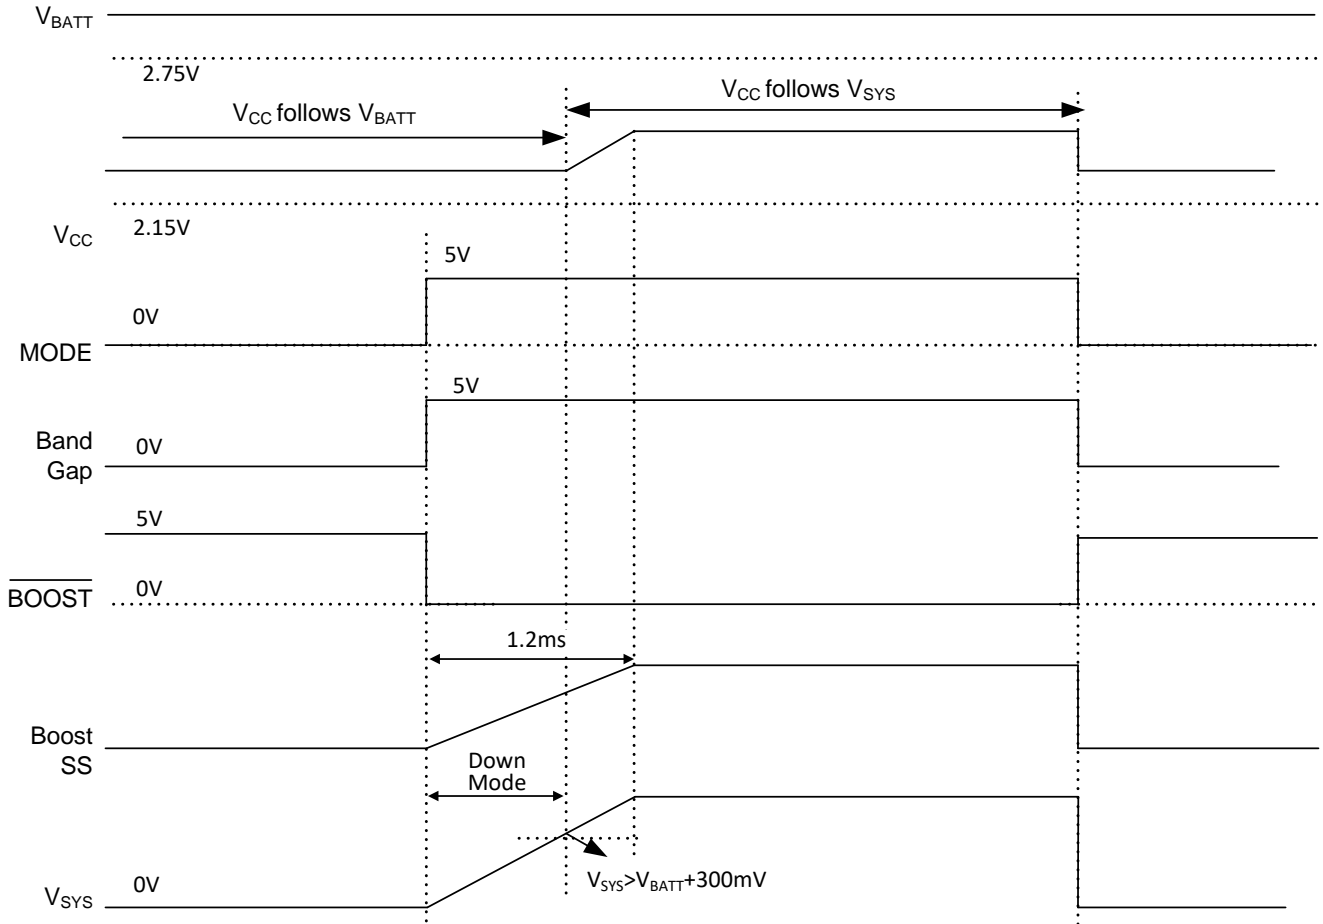 VBATT
2.75V
VCC follows VBATT
VCC follows VSYS
VCC
2.15V
5V
0V
MODE
5V
Band
Gap
0V
5V
BOOST
0V
1.2ms
Boost
SS
Down
Mode
VSYS
0V
VSYS>VBATT+300mV